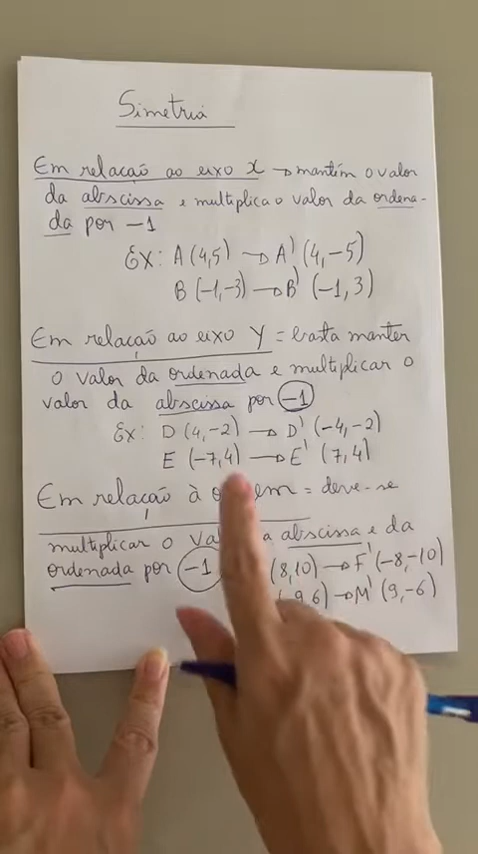 Simetria
Em relação ao eixo X → mantém o valor
da abscissa e multiplica o valor da ordena-
da por -1
Ex: A (4,5) → A' (4,-5)
B (-1,-3) → B' (-1,3)
Em relação ao eixo Y = basta manter
o valor da ordenada e multiplicar o
valor da abscissa por -1
Ex: D (4,-2) → D' (-4,-2)
E (-7,4) → E' (7,4)
Em relação à = deve-se
multiplicar o abscissa e da
ordenada por -1 (8,10) → F' (-8,-10)
9,6) → M' (9,-6)